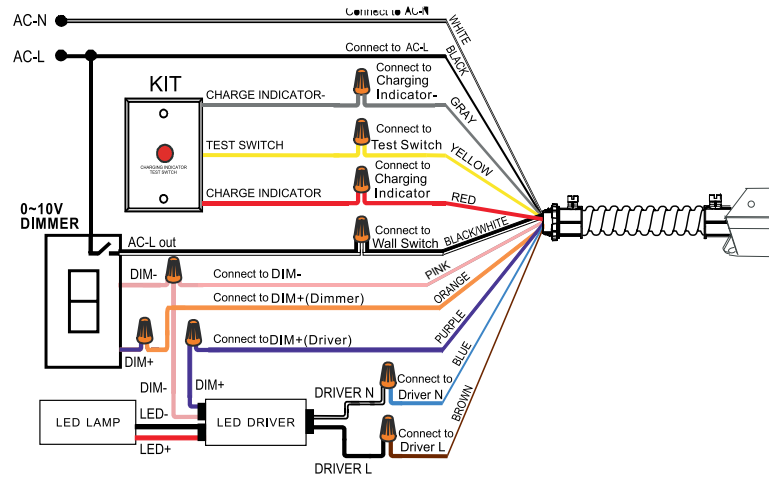 AC-N
Connect to AC-N
WHITE
AC-L
Connect to AC-L
BLACK
KIT
CHARGE INDICATOR-
Connect to
Charging
Indicator-
GRAY
TEST SWITCH
Connect to
Test Switch
YELLOW
CHARGING INDICATOR
TEST SWITCH
CHARGE INDICATOR
Connect to
Charging
Indicator
RED
0~10V
DIMMER
AC-L out
Connect to
Wall Switch
BLACK/WHITE
DIM-
Connect to DIM-
PINK
Connect to DIM+(Dimmer)
ORANGE
DIM+
Connect to DIM+(Driver)
PURPLE
DIM-
DIM+
BLUE
DRIVER N
Connect to
Driver N
BROWN
LED LAMP
LED-
LED+
LED DRIVER
Connect to
Driver L
DRIVER L